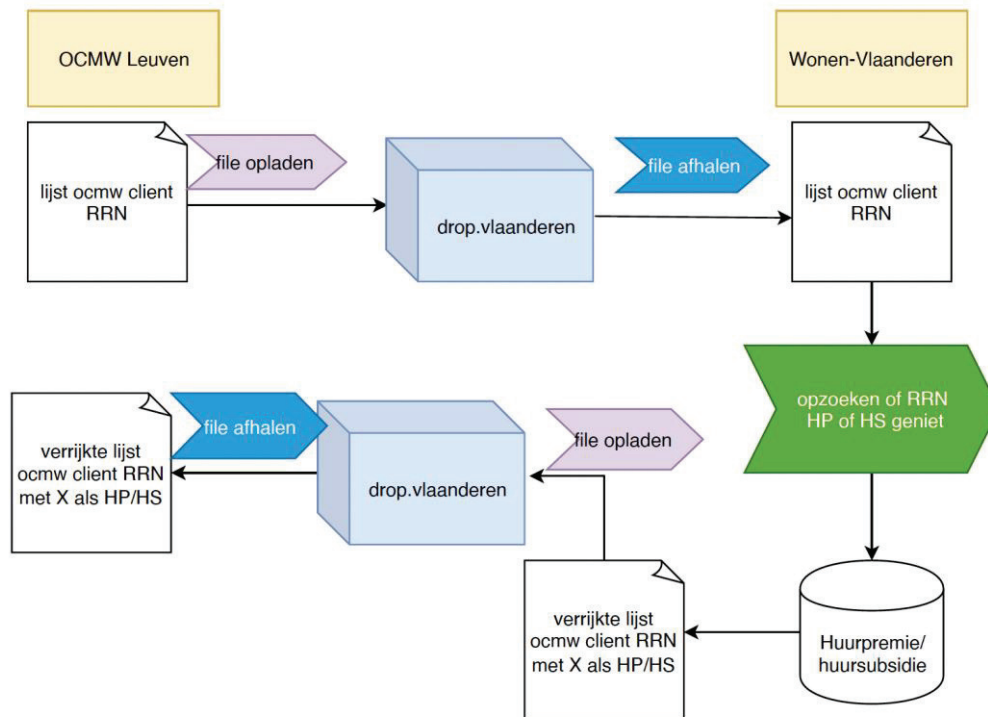 OCMW Leuven
Wonen-Vlaanderen
lijst ocmw client
RRN
file opladen
drop.vlaanderen
file afhalen
lijst ocmw client
RRN
opzoeken of RRN
HP of HS geniet
verrijkte lijst
ocmw client RRN
met X als HP/HS
file afhalen
drop.vlaanderen
file opladen
verrijkte lijst
ocmw client RRN
met X als HP/HS
Huurpremie/
huursubsidie